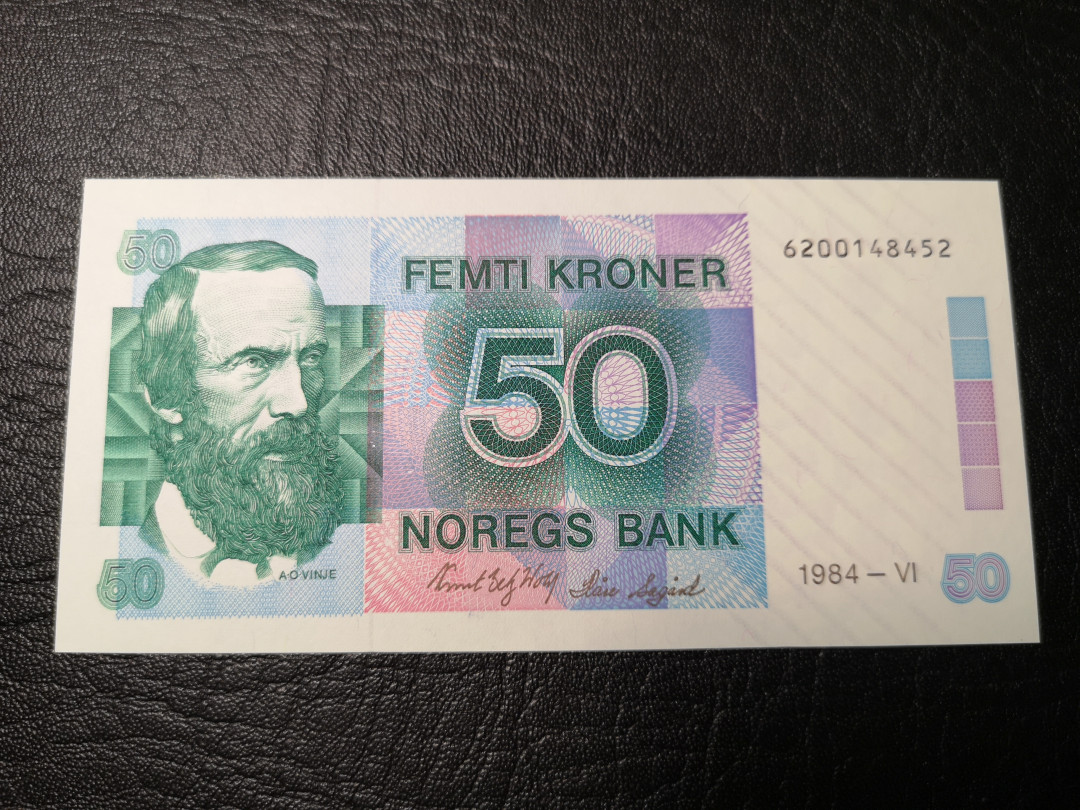 50
FEMTI KRONER
6200148452
50
NOREGS BANK
A·O VINJE
50
1984 – VI
50